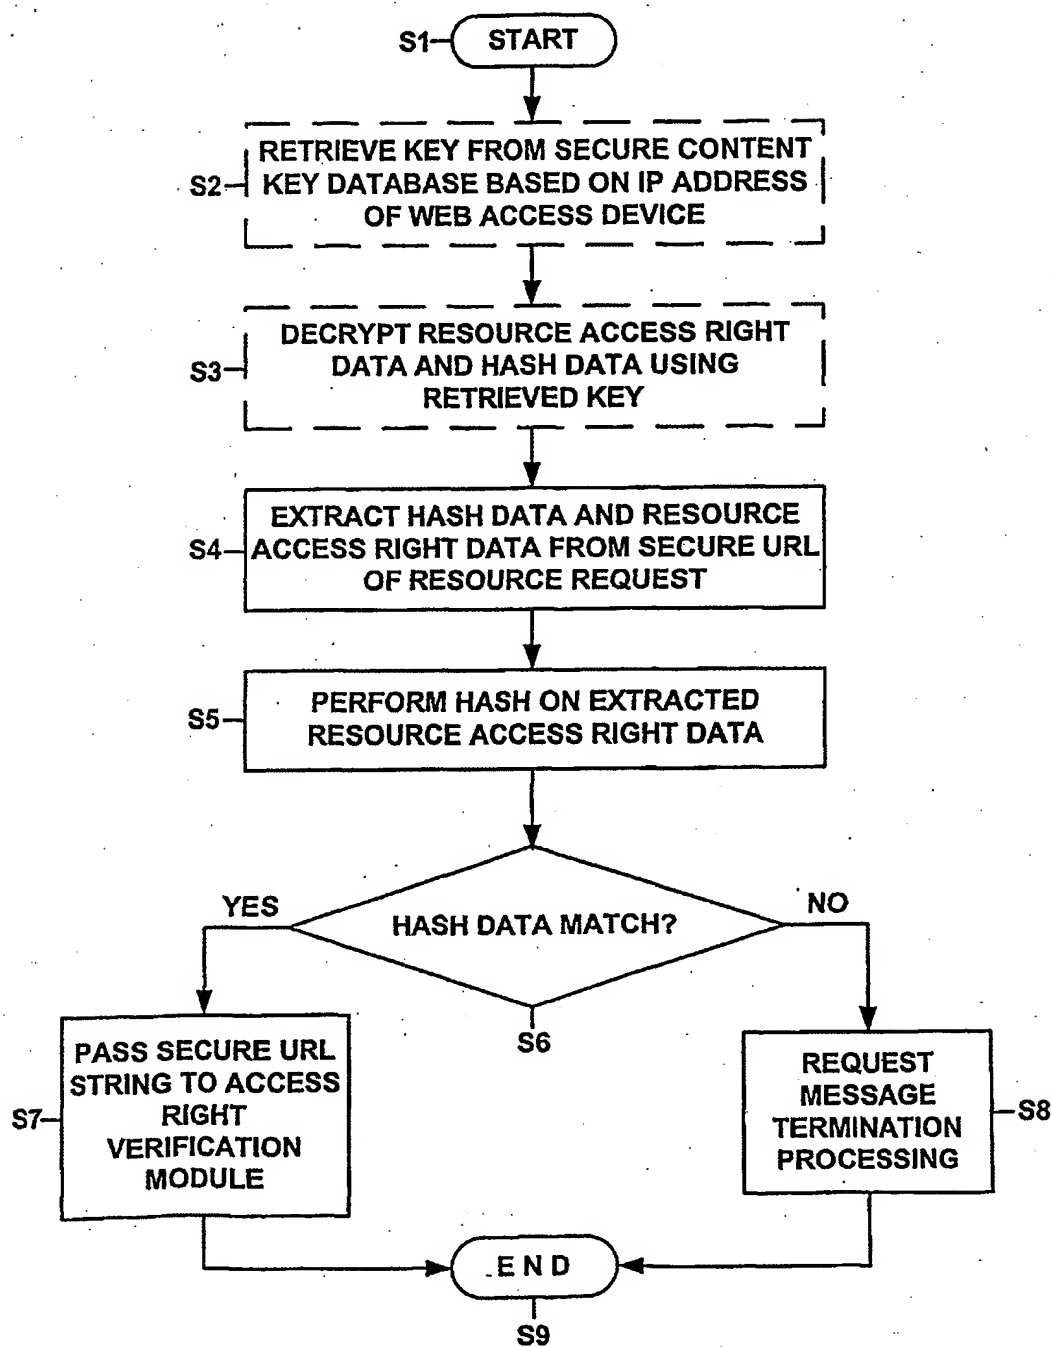 S1
START
RETRIEVE KEY FROM SECURE CONTENT
S2
KEY DATABASE BASED ON IP ADDRESS
OF WEB ACCESS DEVICE
DECRYPT RESOURCE ACCESS RIGHT
S3
DATA AND HASH DATA USING
RETRIEVED KEY
EXTRACT HASH DATA AND RESOURCE
S4
ACCESS RIGHT DATA FROM SECURE URL
OF RESOURCE REQUEST
S5
PERFORM HASH ON EXTRACTED
RESOURCE ACCESS RIGHT DATA
YES
HASH DATA MATCH?
NO
S6
PASS SECURE URL
STRING TO ACCESS
RIGHT
VERIFICATION
MODULE
S7
REQUEST
MESSAGE
TERMINATION
PROCESSING
S8
END
S9